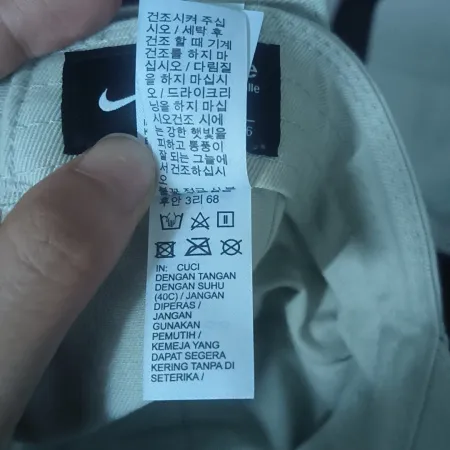 건조시켜 주십
시오 / 세탁 후
건조 할 때 기계
건조를 하지 마
십시오 / 다림질
을 하지 마십시
오 / 드라이크리
닝을 하지 마십
시오건조 시에
는 강한 햇빛을
피하고 통풍이
잘 되는 그늘에
서 건조하십시
오
후안 3리 68
IN: CUCI
DENGAN TANGAN
DENGAN SUHU
(40C) / JANGAN
DIPERAS /
JANGAN
GUNAKAN
PEMUTIH /
KEMEJA YANG
DAPAT SEGERA
KERING TANPA DI
SETERIKA /